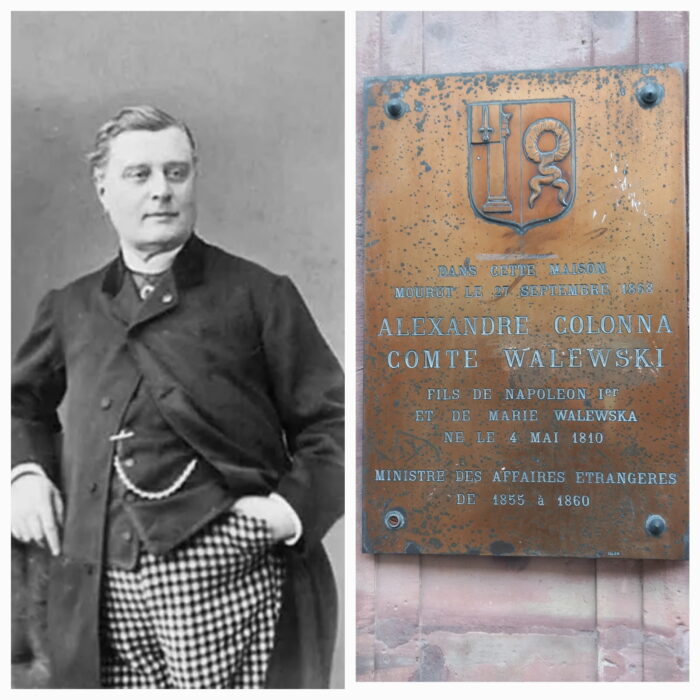 DANS CETTE MAISON
MOURUT LE 27 SEPTEMBRE 1868
ALEXANDRE COLONNA
COMTE WALEWSKI
FILS DE NAPOLEON Ier
ET DE MARIE WALEWSKA
NE LE 4 MAI 1810
MINISTRE DES AFFAIRES ETRANGERES
DE 1855 à 1860